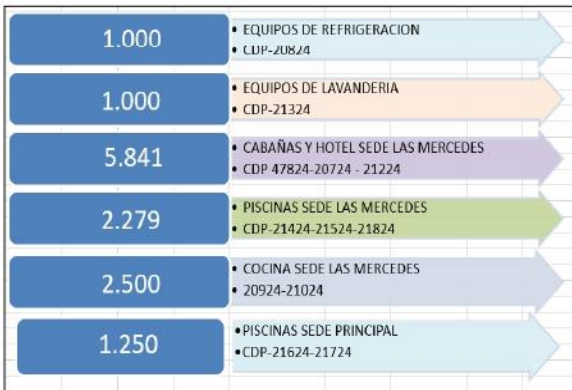 1.000
• EQUIPOS DE REFRIGERACION
• CDP-20824
1.000
• EQUIPOS DE LAVANDERIA
• CDP-21324
5.841
• CABAÑAS Y HOTEL SEDE LAS MERCEDES
• CDP 47824-20724 - 21224
2.279
• PISCINAS SEDE LAS MERCEDES
• CDP-21424-21524-21824
2.500
• COCINA SEDE LAS MERCEDES
• 20924-21024
1.250
•PISCINAS SEDE PRINCIPAL
•CDP-21624-21724